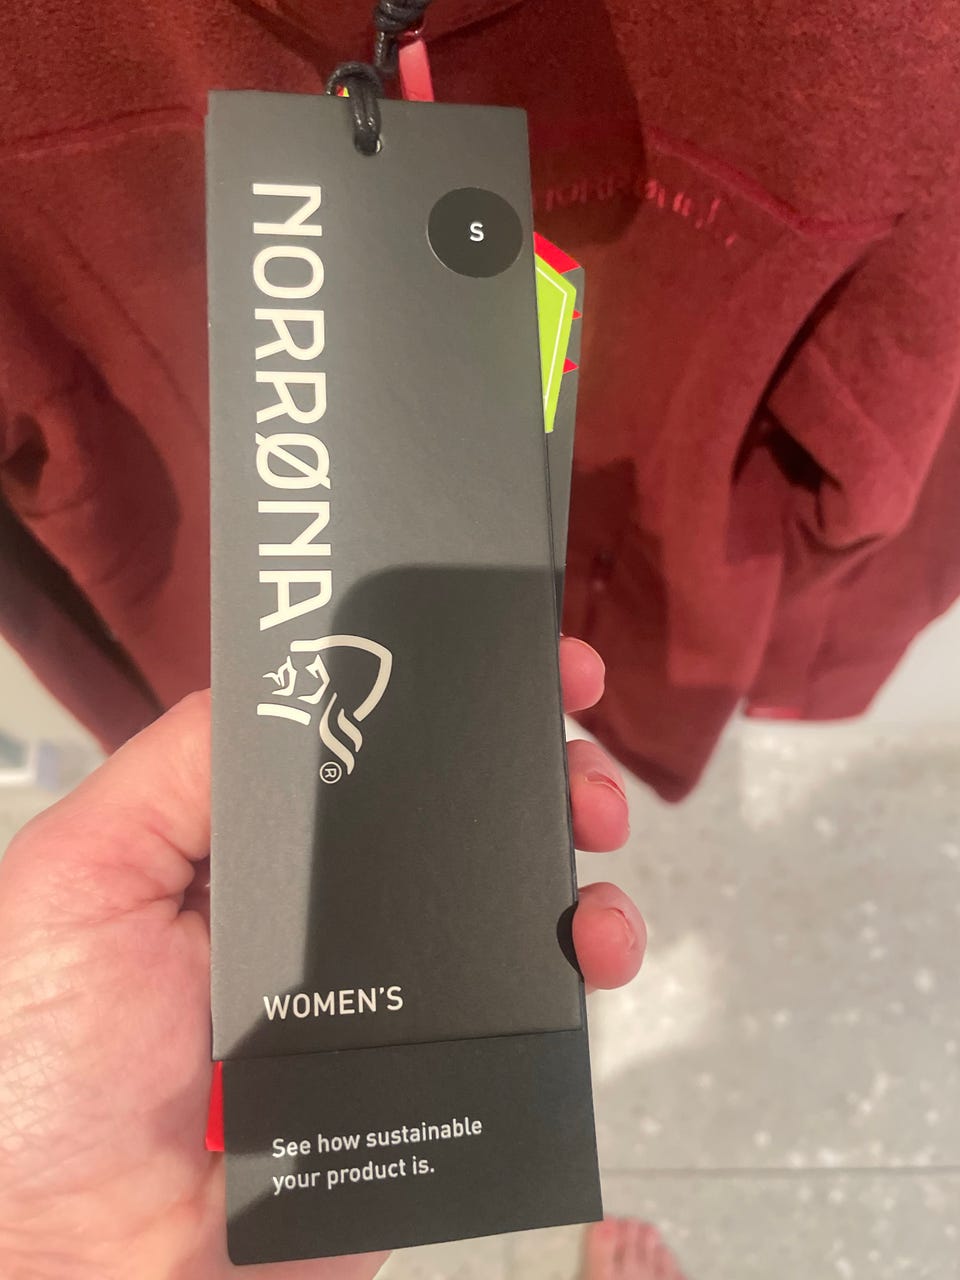 NORRØNA
®
S
WOMEN'S
See how sustainable
your product is.